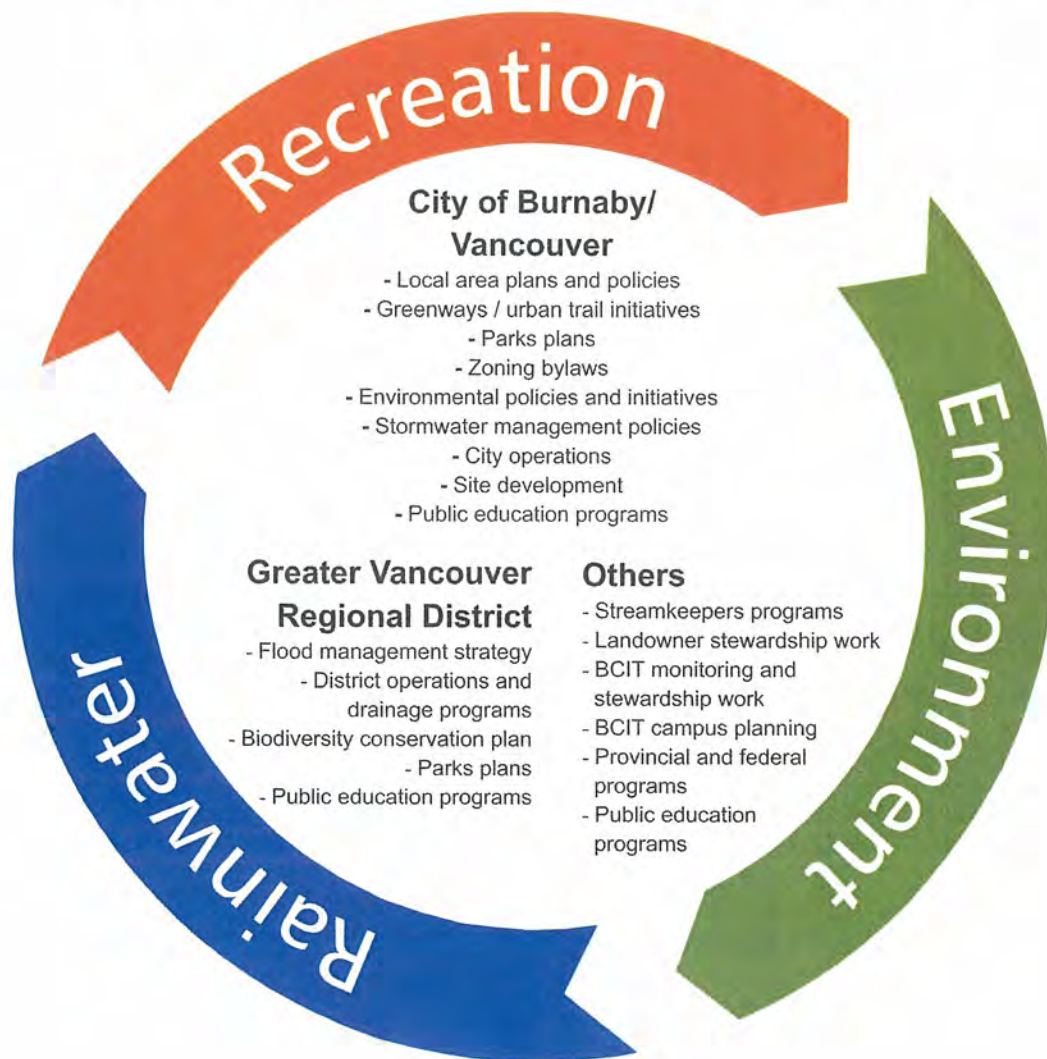 Recreation
City of Burnaby/
Vancouver
- Local area plans and policies
- Greenways / urban trail initiatives
- Parks plans
- Zoning bylaws
- Environmental policies and initiatives
- Stormwater management policies
- City operations
- Site development
- Public education programs
Environment
Greater Vancouver
Regional District
- Flood management strategy
- District operations and
drainage programs
- Biodiversity conservation plan
- Parks plans
- Public education programs
Others
- Streamkeepers programs
- Landowner stewardship work
- BCIT monitoring and
stewardship work
- BCIT campus planning
- Provincial and federal
programs
- Public education
programs
Rainwater